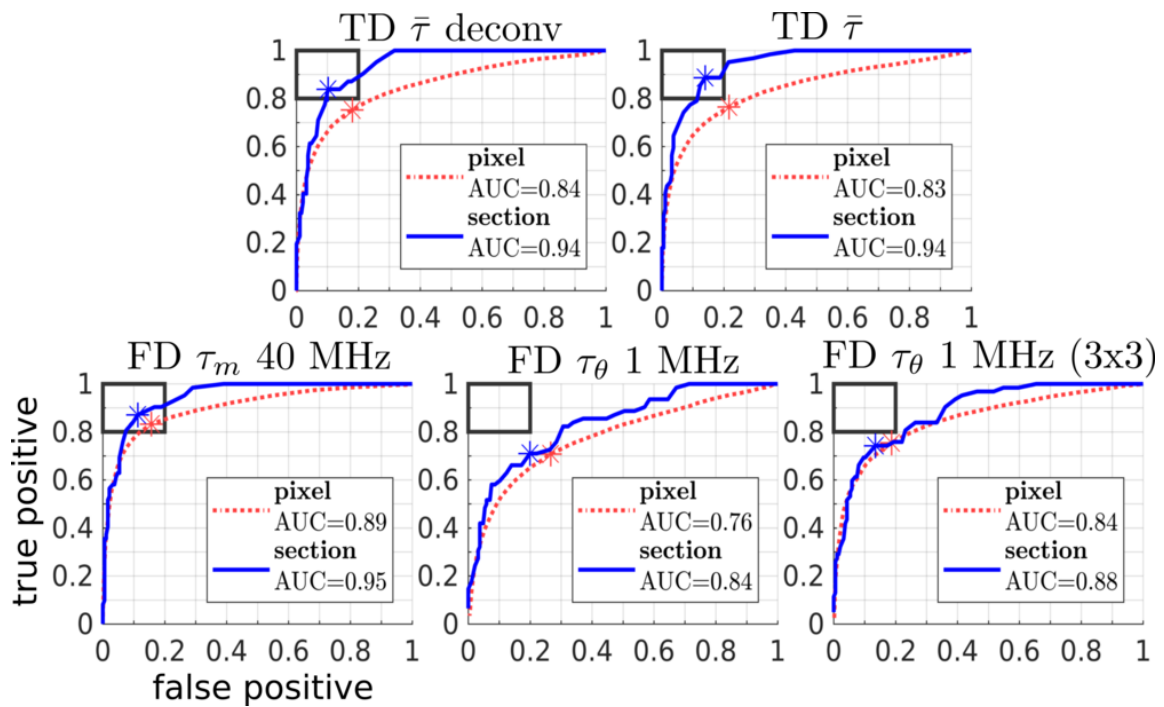 TD τ̄ deconv
1
0.8
0.6
0.4
0.2
0
0 0.2 0.4 0.6 0.8 1
pixel
AUC=0.84
section
AUC=0.94
TD τ̄
1
0.8
0.6
0.4
0.2
0
0 0.2 0.4 0.6 0.8 1
pixel
AUC=0.83
section
AUC=0.94
FD τm 40 MHz
1
0.8
0.6
0.4
0.2
0
0 0.2 0.4 0.6 0.8 1
pixel
AUC=0.89
section
AUC=0.95
true positive
false positive
FD τθ 1 MHz
1
0.8
0.6
0.4
0.2
0
0 0.2 0.4 0.6 0.8 1
pixel
AUC=0.76
section
AUC=0.84
FD τθ 1 MHz (3x3)
1
0.8
0.6
0.4
0.2
0
0 0.2 0.4 0.6 0.8 1
pixel
AUC=0.84
section
AUC=0.88